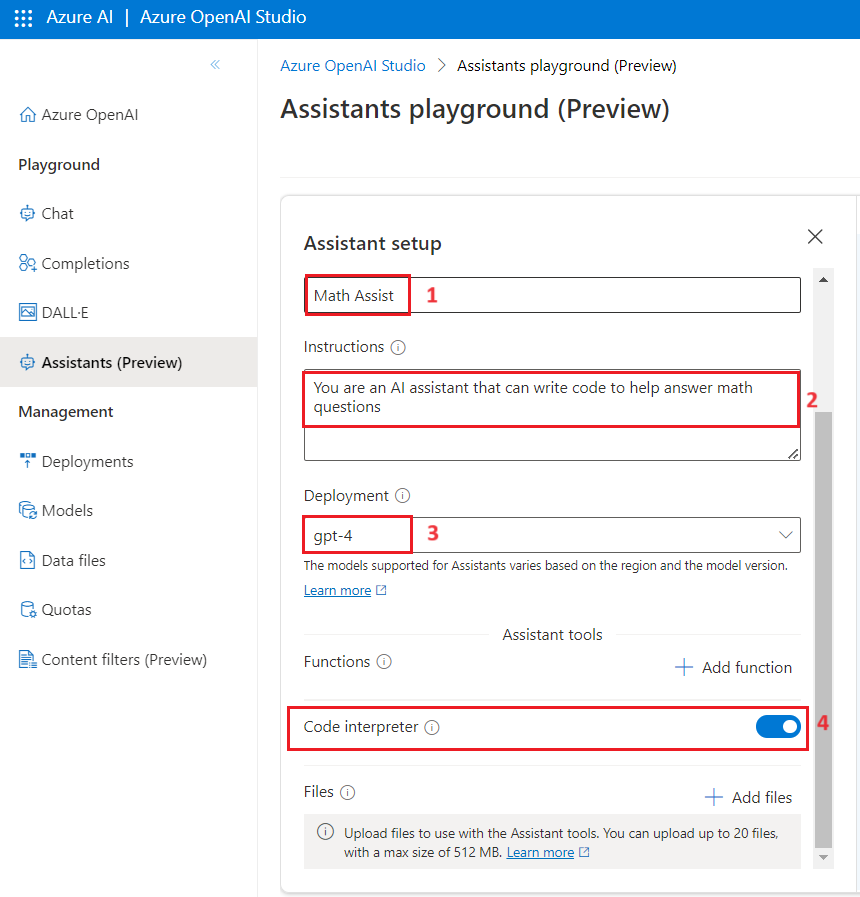 Azure AI | Azure OpenAI Studio
Azure OpenAI Studio > Assistants playground (Preview)
Assistants playground (Preview)
Azure OpenAI
Playground
Chat
Completions
DALL·E
Assistants (Preview)
Management
Deployments
Models
Data files
Quotas
Content filters (Preview)
Assistant setup
Math Assist 1
Instructions
You are an AI assistant that can write code to help answer math
questions
2
Deployment
gpt-4 3
The models supported for Assistants varies based on the region and the model version.
Learn more
Assistant tools
Functions
Add function
Code interpreter
4
Files
Add files
Upload files to use with the Assistant tools. You can upload up to 20 files,
with a max size of 512 MB. Learn more